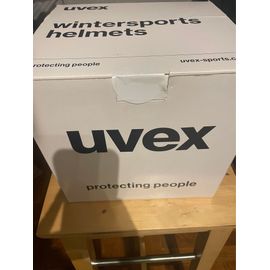 uvex
wintersports
helmets
protecting people
uvex-sports.c
uvex
protecting people